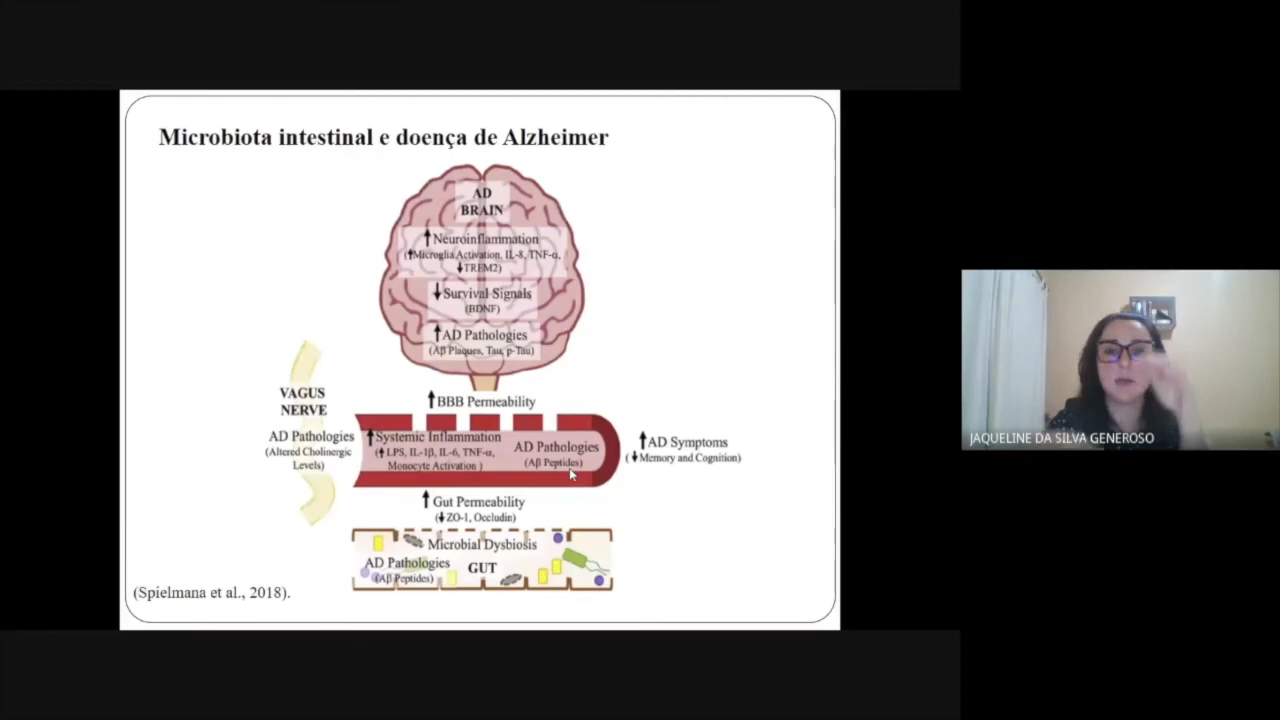 Microbiota intestinal e doença de Alzheimer
AD
BRAIN
↑Neuroinflammation
(↑Microglia Activation, IL-8, TNF-α,
↓TREM2)
↓Survival Signals
(BDNF)
↑AD Pathologies
(Aβ Plaques, Tau, p-Tau)
↑BBB Permeability
VAGUS
NERVE
AD Pathologies
(Altered Cholinergic
Levels)
↑Systemic Inflammation
(↑LPS, IL-1β, IL-6, TNF-α,
Monocyte Activation )
AD Pathologies
(Aβ Peptides)
↑AD Symptoms
(↓Memory and Cognition)
↑Gut Permeability
(↓ZO-1, Occludin)
Microbial Dysbiosis
AD Pathologies
(Aβ Peptides)
GUT
(Spielmana et al., 2018).
JAQUELINE DA SILVA GENEROSO